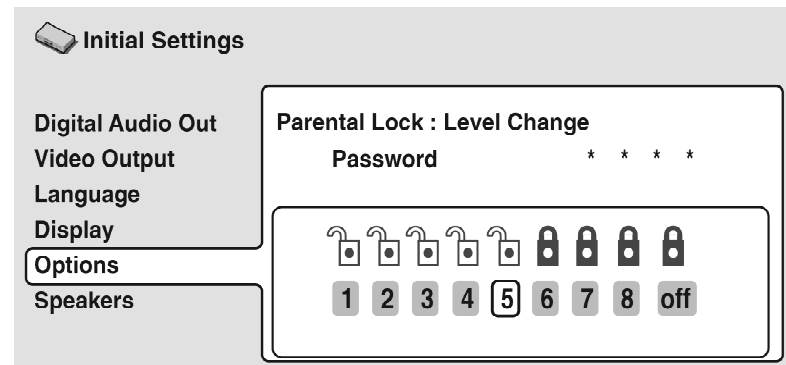 Initial Settings
Digital Audio Out
Video Output
Language
Display
Options
Speakers
Parental Lock : Level Change
Password * * * *
1 2 3 4 5 6 7 8 off